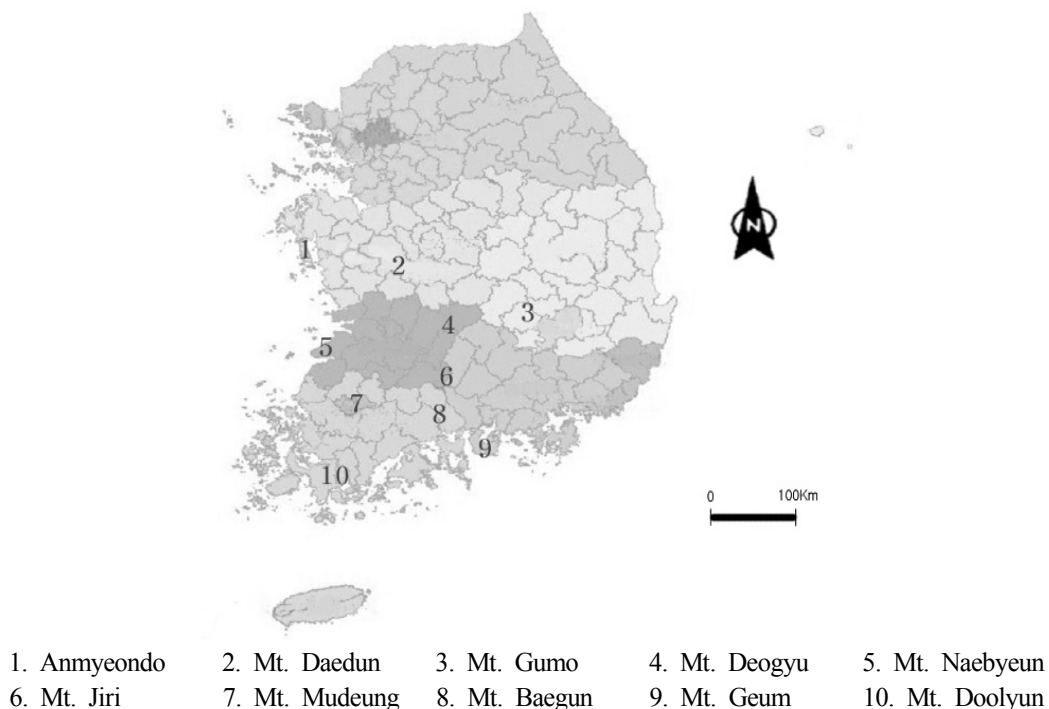 N
1
2
3
4
5
6
7
8
9
10
0 100Km
1. Anmyeondo 2. Mt. Daedun 3. Mt. Gumo 4. Mt. Deogyu 5. Mt. Naebyeun
6. Mt. Jiri 7. Mt. Mudeung 8. Mt. Baegun 9. Mt. Geum 10. Mt. Doolyun